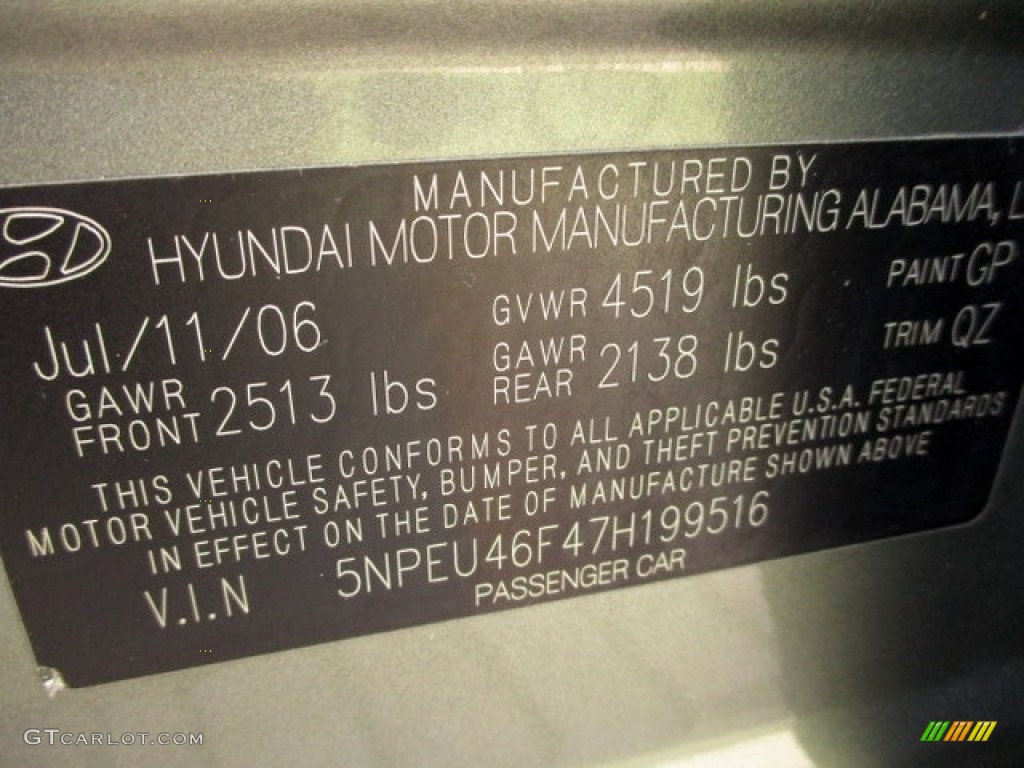 MANUFACTURED BY
HYUNDAI MOTOR MANUFACTURING ALABAMA, L
Jul/11/06 GVWR 4519 lbs PAINT GP
GAWR FRONT 2513 lbs GAWR REAR 2138 lbs TRIM QZ
THIS VEHICLE CONFORMS TO ALL APPLICABLE U.S.A. FEDERAL
MOTOR VEHICLE SAFETY, BUMPER, AND THEFT PREVENTION STANDARDS
IN EFFECT ON THE DATE OF MANUFACTURE SHOWN ABOVE
V.I.N 5NPEU46F47H199516
PASSENGER CAR
GTCARLOT.COM